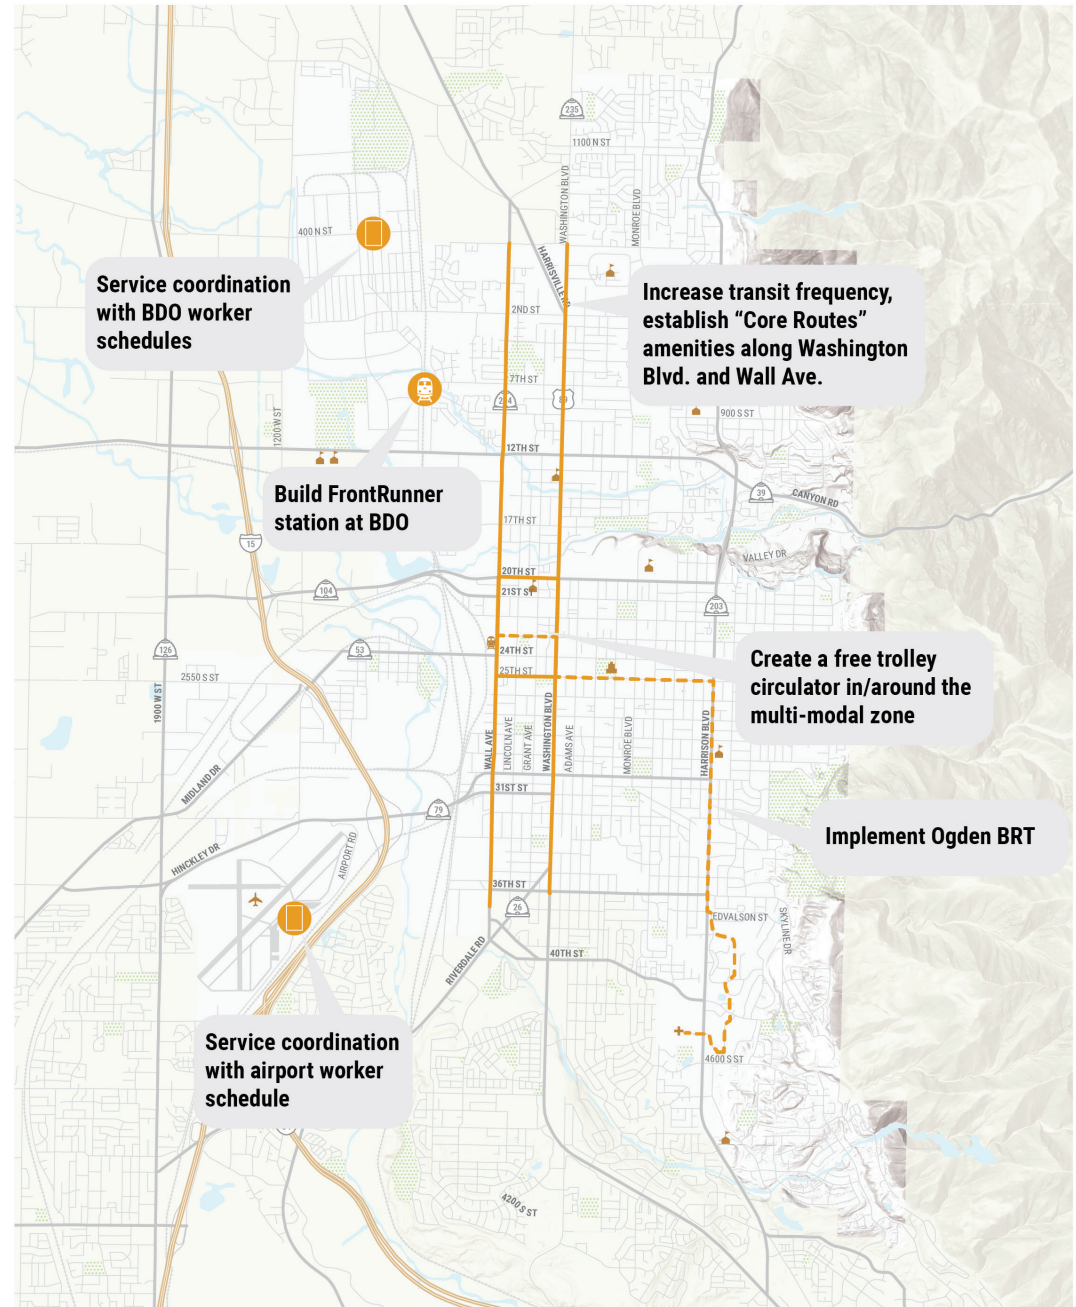 235
1100 N ST
WASHINGTON BLVD
MONROE BLVD
400 N ST
HARRISVILLE RD
Service coordination
with BDO worker
schedules
Increase transit frequency,
establish “Core Routes”
amenities along Washington
Blvd. and Wall Ave.
2ND ST
7TH ST
204
89
1200 W ST
900 S ST
12TH ST
Build FrontRunner
station at BDO
39
CANYON RD
17TH ST
15
VALLEY DR
20TH ST
21ST ST
104
203
126
53
24TH ST
25TH ST
2550 S ST
Create a free trolley
circulator in/around the
multi-modal zone
1900 W ST
WALL AVE
LINCOLN AVE
GRANT AVE
WASHINGTON BLVD
ADAMS AVE
MONROE BLVD
HARRISON BLVD
MIDLAND DR
31ST ST
79
Implement Ogden BRT
HINCKLEY DR
AIRPORT RD
36TH ST
26
EDVALSON ST
SKYLINE DR
RIVERDALE RD
40TH ST
Service coordination
with airport worker
schedule
4600 S ST
4200 S ST